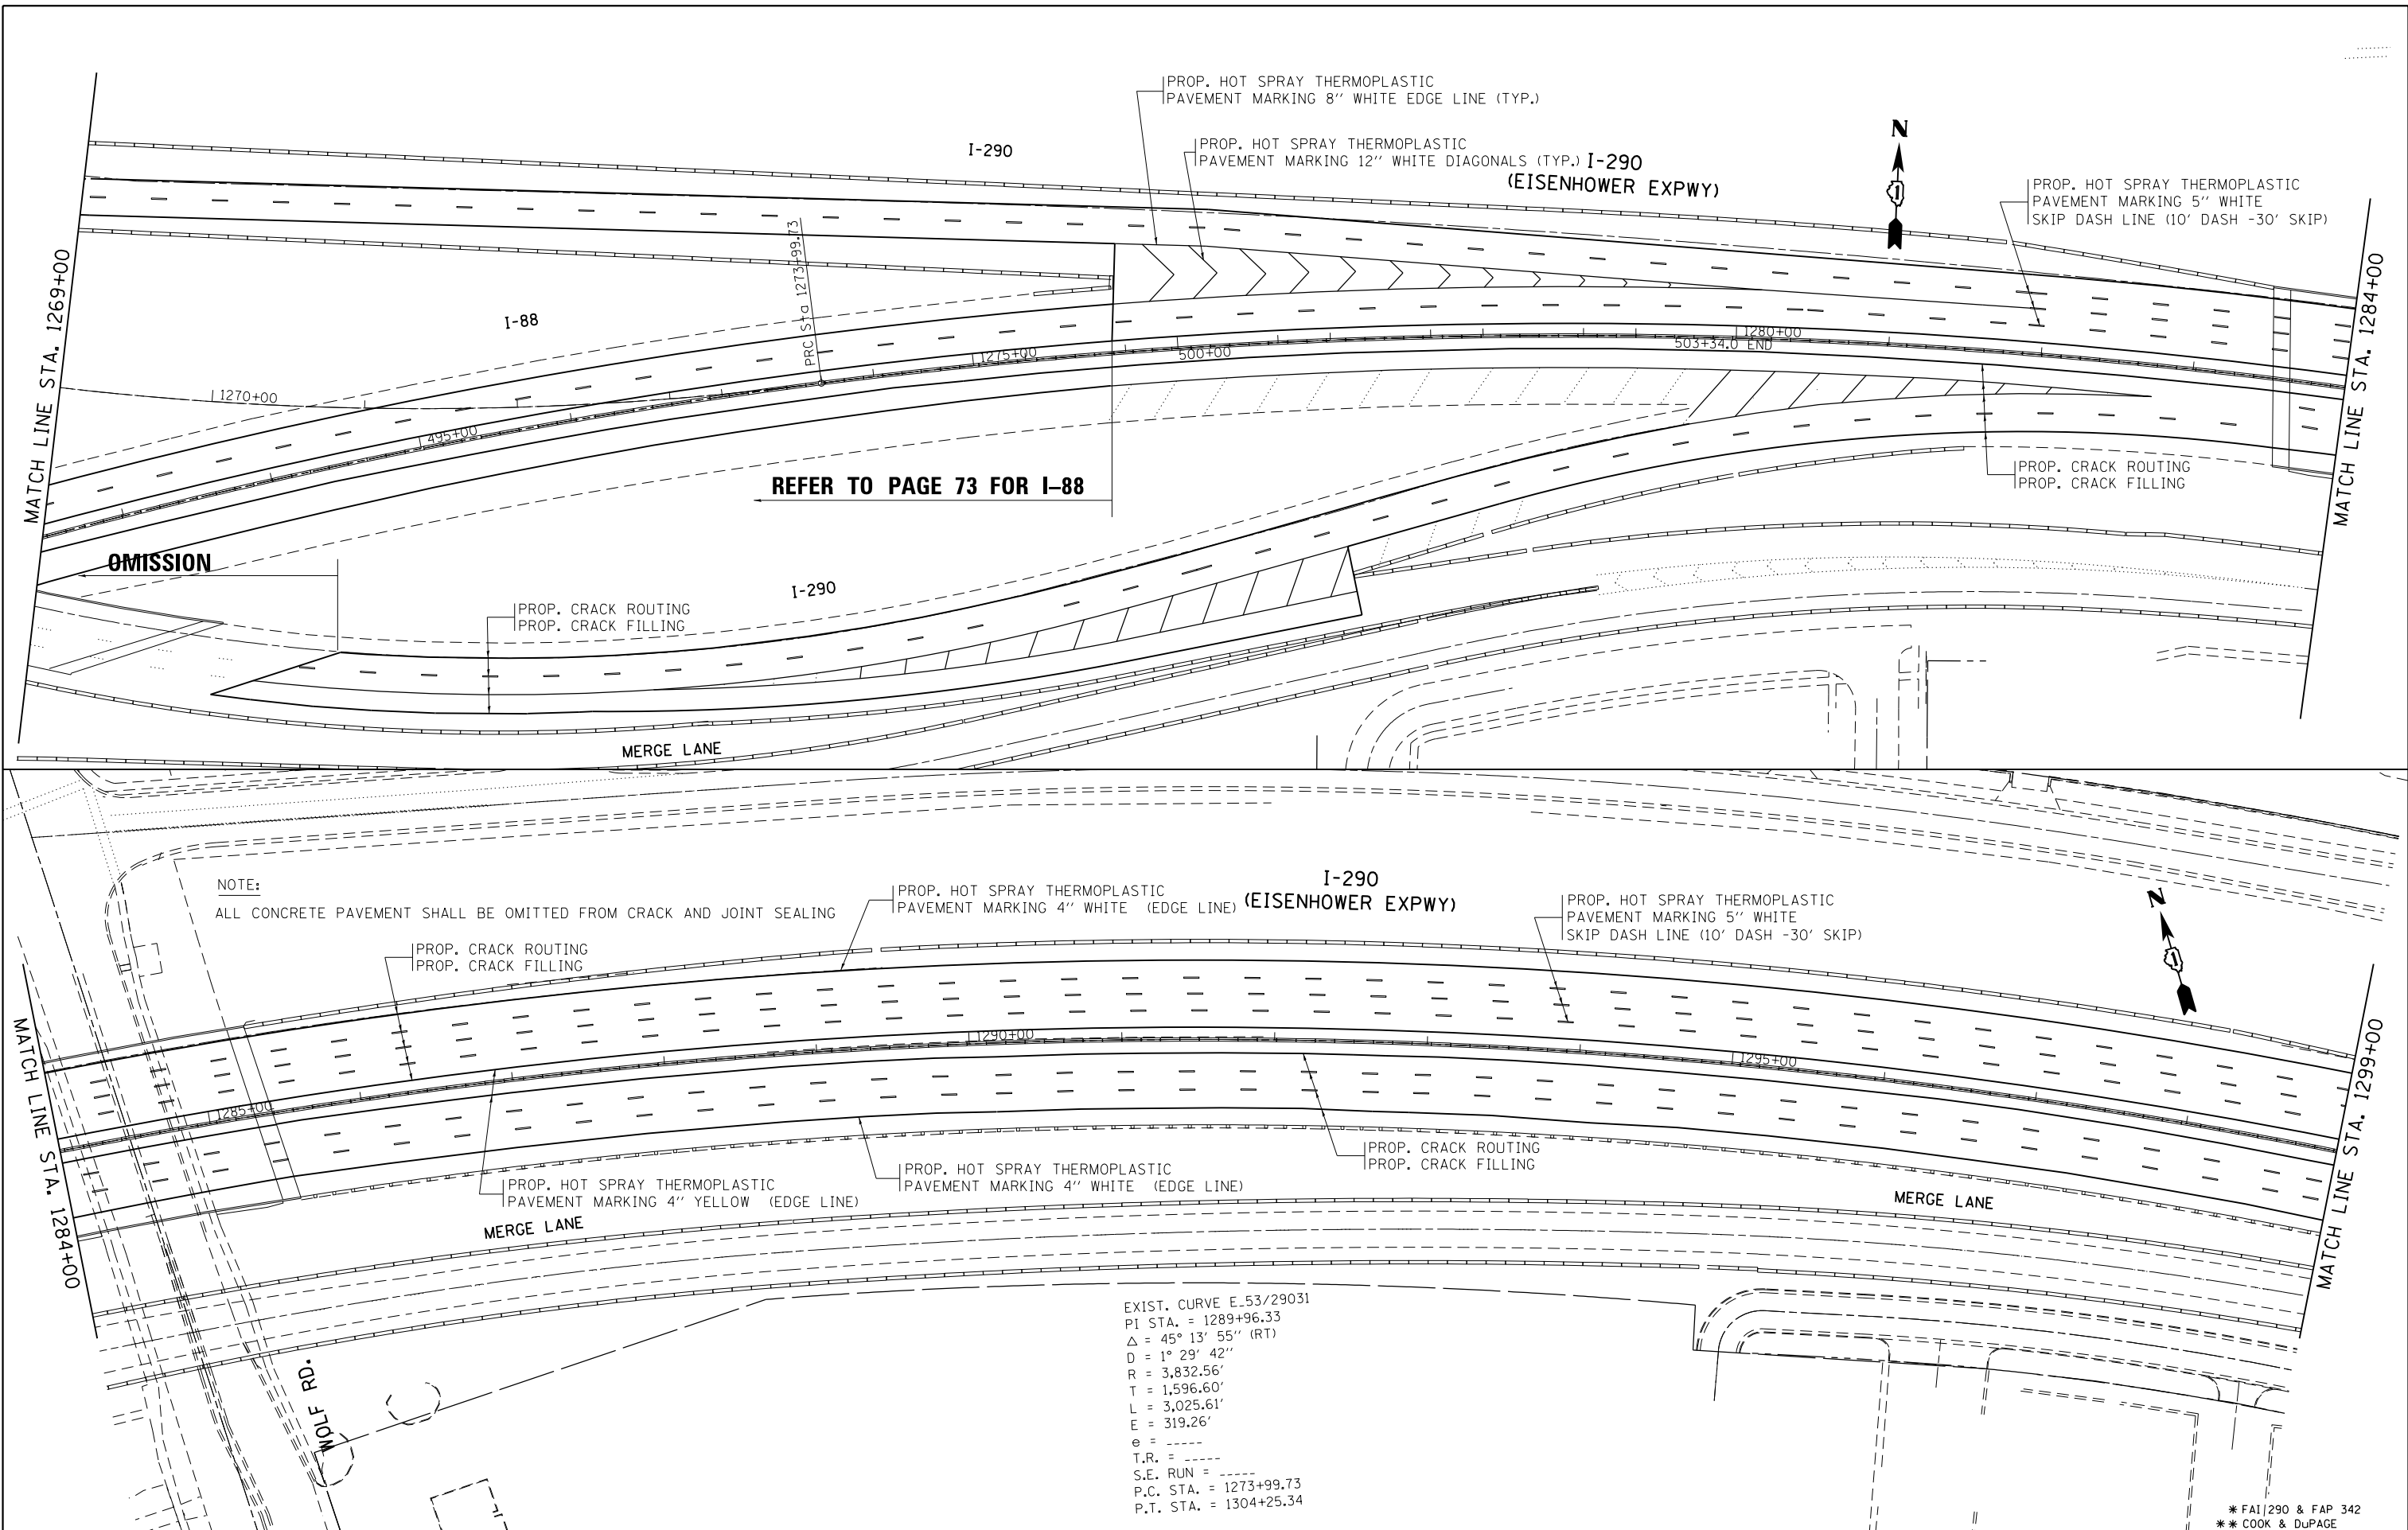 PROP. HOT SPRAY THERMOPLASTIC
PAVEMENT MARKING 8" WHITE EDGE LINE (TYP.)
N
I-290
PROP. HOT SPRAY THERMOPLASTIC
PAVEMENT MARKING 12" WHITE DIAGONALS (TYP.)
I-290
(EISENHOWER EXPWY)
PROP. HOT SPRAY THERMOPLASTIC
PAVEMENT MARKING 5" WHITE
SKIP DASH LINE (10' DASH -30' SKIP)
MATCH LINE STA. 1269+00
PRC Sta 1273+99.73
MATCH LINE STA. 1284+00
I-88
1280+00
503+34.0 END
1275+00
500+00
1270+00
495+00
PROP. CRACK ROUTING
PROP. CRACK FILLING
REFER TO PAGE 73 FOR I-88
OMISSION
I-290
PROP. CRACK ROUTING
PROP. CRACK FILLING
MERGE LANE
NOTE:
ALL CONCRETE PAVEMENT SHALL BE OMITTED FROM CRACK AND JOINT SEALING
PROP. HOT SPRAY THERMOPLASTIC
PAVEMENT MARKING 4" WHITE (EDGE LINE)
I-290
(EISENHOWER EXPWY)
PROP. HOT SPRAY THERMOPLASTIC
PAVEMENT MARKING 5" WHITE
SKIP DASH LINE (10' DASH -30' SKIP)
N
PROP. CRACK ROUTING
PROP. CRACK FILLING
MATCH LINE STA. 1284+00
1290+00
1295+00
1285+00
MATCH LINE STA. 1299+00
PROP. CRACK ROUTING
PROP. CRACK FILLING
PROP. HOT SPRAY THERMOPLASTIC
PAVEMENT MARKING 4" WHITE (EDGE LINE)
PROP. HOT SPRAY THERMOPLASTIC
PAVEMENT MARKING 4" YELLOW (EDGE LINE)
MERGE LANE
MERGE LANE
WOLF RD.
EXIST. CURVE E_53/29031
PI STA. = 1289+96.33
Δ = 45° 13' 55" (RT)
D = 1° 29' 42"
R = 3,832.56'
T = 1,596.60'
L = 3,025.61'
E = 319.26'
e = -----
T.R. = -----
S.E. RUN = -----
P.C. STA. = 1273+99.73
P.T. STA. = 1304+25.34
* FAI 290 & FAP 342
** COOK & DuPAGE